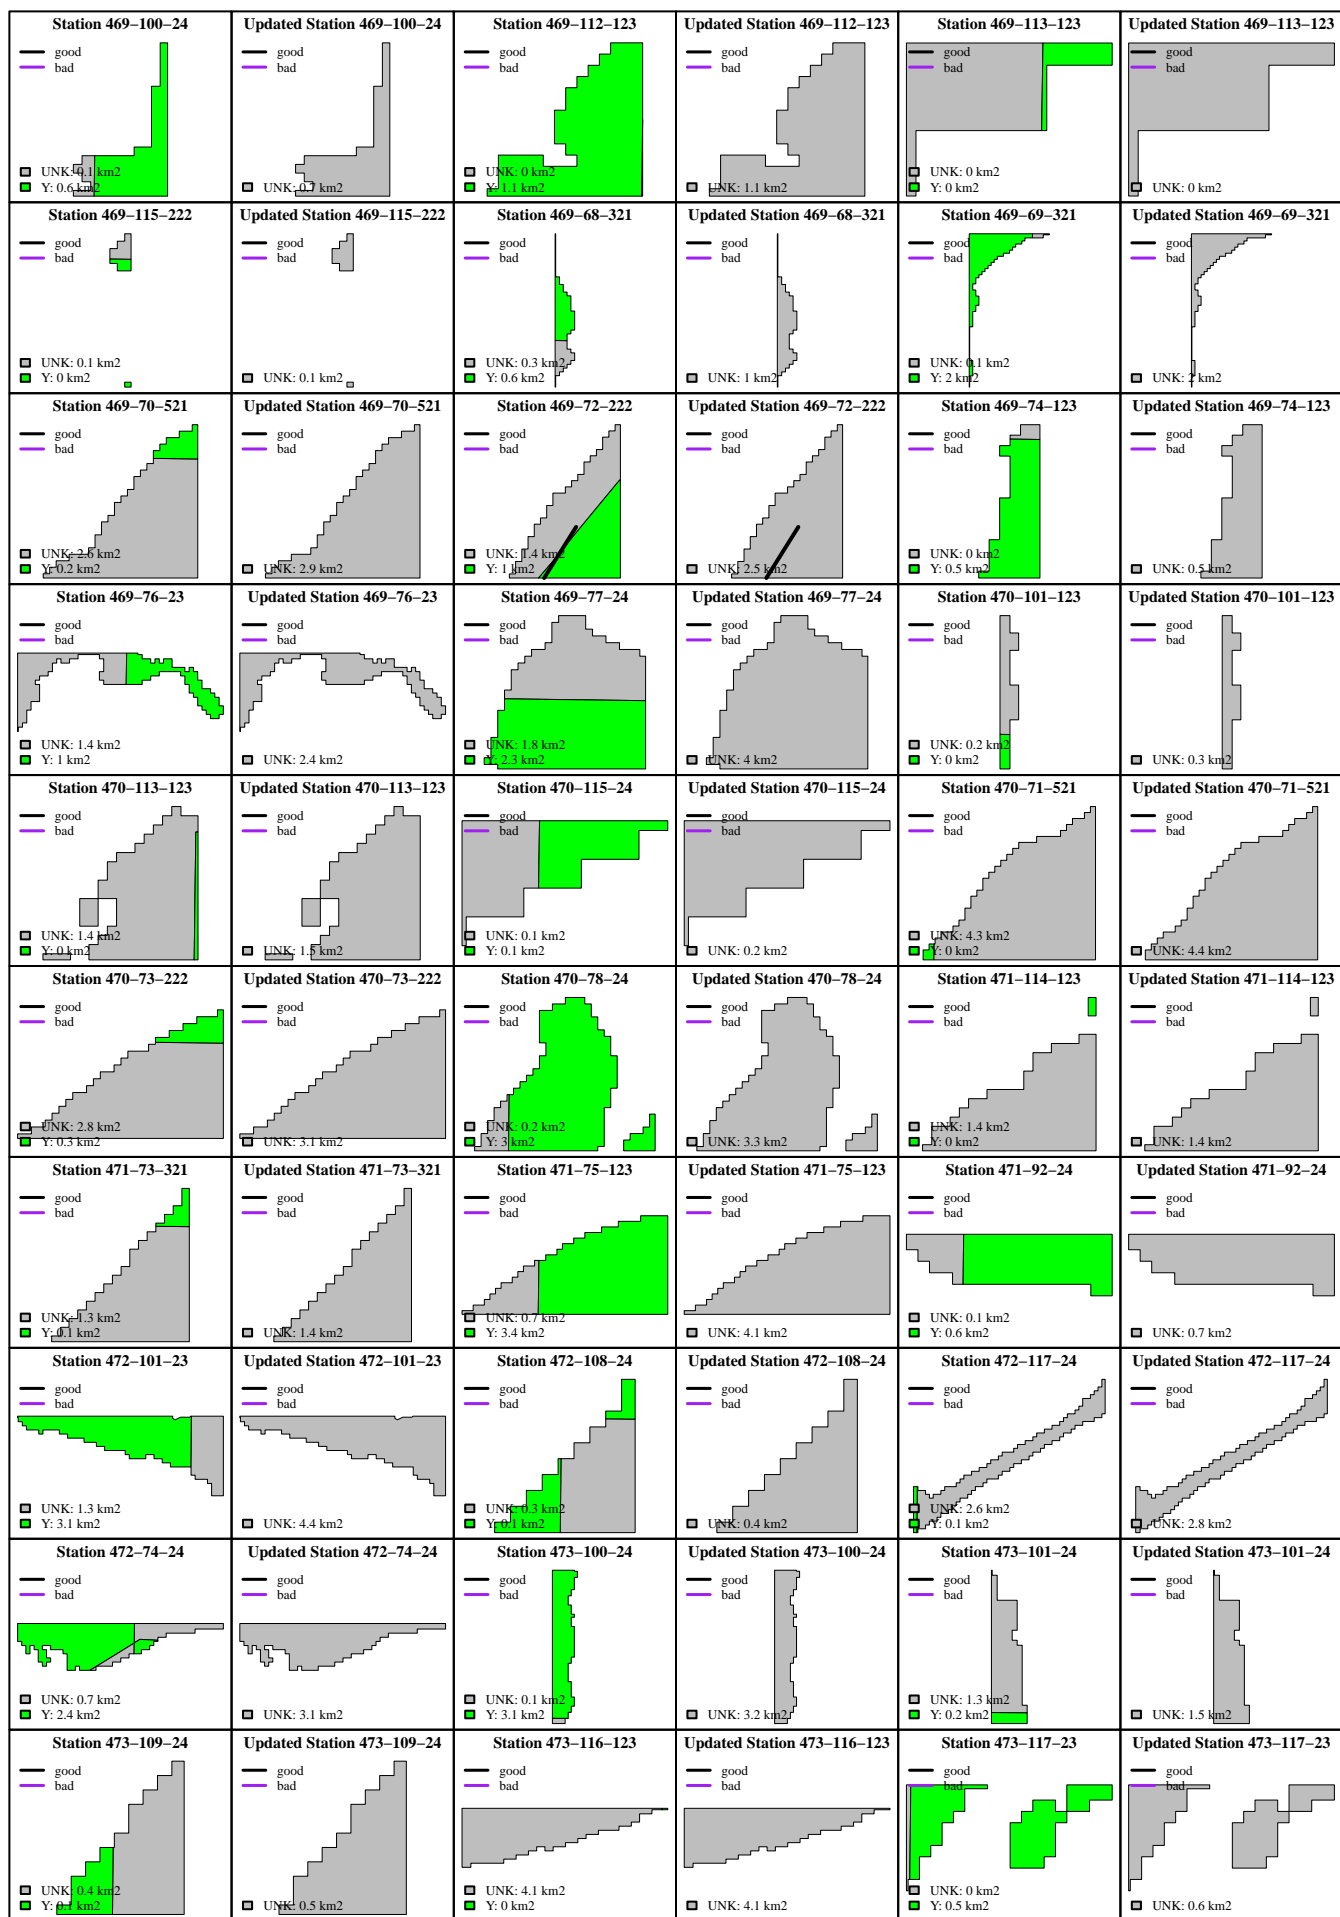 Station 469−100−24
good
bad
UNK: 0.1 km2
Y: 0.6 km2
Updated Station 469−100−24
good
bad
UNK: 0.7 km2
Station 469−112−123
good
bad
UNK: 0 km2
Y: 1.1 km2
Updated Station 469−112−123
good
bad
UNK: 1.1 km2
Station 469−113−123
good
bad
UNK: 0 km2
Y: 0 km2
Updated Station 469−113−123
good
bad
UNK: 0 km2
Station 469−115−222
good
bad
UNK: 0.1 km2
Y: 0 km2
Updated Station 469−115−222
good
bad
UNK: 0.1 km2
Station 469−68−321
good
bad
UNK: 0.3 km2
Y: 0.6 km2
Updated Station 469−68−321
good
bad
UNK: 1 km2
Station 469−69−321
good
bad
UNK: 0.1 km2
Y: 2 km2
Updated Station 469−69−321
good
bad
UNK: 2 km2
Station 469−70−521
good
bad
UNK: 2.6 km2
Y: 0.2 km2
Updated Station 469−70−521
good
bad
UNK: 2.9 km2
Station 469−72−222
good
bad
UNK: 1.4 km2
Y: 1 km2
Updated Station 469−72−222
good
bad
UNK: 2.5 km2
Station 469−74−123
good
bad
UNK: 0 km2
Y: 0.5 km2
Updated Station 469−74−123
good
bad
UNK: 0.5 km2
Station 469−76−23
good
bad
UNK: 1.4 km2
Y: 1 km2
Updated Station 469−76−23
good
bad
UNK: 2.4 km2
Station 469−77−24
good
bad
UNK: 1.8 km2
Y: 2.3 km2
Updated Station 469−77−24
good
bad
UNK: 4 km2
Station 470−101−123
good
bad
UNK: 0.2 km2
Y: 0 km2
Updated Station 470−101−123
good
bad
UNK: 0.3 km2
Station 470−113−123
good
bad
UNK: 1.4 km2
Y: 0 km2
Updated Station 470−113−123
good
bad
UNK: 1.5 km2
Station 470−115−24
good
bad
UNK: 0.1 km2
Y: 0.1 km2
Updated Station 470−115−24
good
bad
UNK: 0.2 km2
Station 470−71−521
good
bad
UNK: 4.3 km2
Y: 0.1 km2
Updated Station 470−71−521
good
bad
UNK: 4.4 km2
Station 470−73−222
good
bad
UNK: 2.8 km2
Y: 0.3 km2
Updated Station 470−73−222
good
bad
UNK: 3.1 km2
Station 470−78−24
good
bad
UNK: 0.2 km2
Y: 3 km2
Updated Station 470−78−24
good
bad
UNK: 3.3 km2
Station 471−114−123
good
bad
UNK: 1.4 km2
Y: 0 km2
Updated Station 471−114−123
good
bad
UNK: 1.4 km2
Station 471−73−321
good
bad
UNK: 1.3 km2
Y: 0.1 km2
Updated Station 471−73−321
good
bad
UNK: 1.4 km2
Station 471−75−123
good
bad
UNK: 0.7 km2
Y: 3.4 km2
Updated Station 471−75−123
good
bad
UNK: 4.1 km2
Station 471−92−24
good
bad
UNK: 0.1 km2
Y: 0.6 km2
Updated Station 471−92−24
good
bad
UNK: 0.7 km2
Station 472−101−23
good
bad
UNK: 1.3 km2
Y: 3.1 km2
Updated Station 472−101−23
good
bad
UNK: 4.4 km2
Station 472−108−24
good
bad
UNK: 0.3 km2
Y: 0.1 km2
Updated Station 472−108−24
good
bad
UNK: 0.4 km2
Station 472−117−24
good
bad
UNK: 2.6 km2
Y: 0.1 km2
Updated Station 472−117−24
good
bad
UNK: 2.8 km2
Station 472−74−24
good
bad
UNK: 0.7 km2
Y: 2.4 km2
Updated Station 472−74−24
good
bad
UNK: 3.1 km2
Station 473−100−24
good
bad
UNK: 0.1 km2
Y: 3.1 km2
Updated Station 473−100−24
good
bad
UNK: 3.2 km2
Station 473−101−24
good
bad
UNK: 1.3 km2
Y: 0.2 km2
Updated Station 473−101−24
good
bad
UNK: 1.5 km2
Station 473−109−24
good
bad
UNK: 0.4 km2
Y: 0.1 km2
Updated Station 473−109−24
good
bad
UNK: 0.5 km2
Station 473−116−123
good
bad
UNK: 4.1 km2
Y: 0 km2
Updated Station 473−116−123
good
bad
UNK: 4.1 km2
Station 473−117−23
good
bad
UNK: 0 km2
Y: 0.5 km2
Updated Station 473−117−23
good
bad
UNK: 0.6 km2